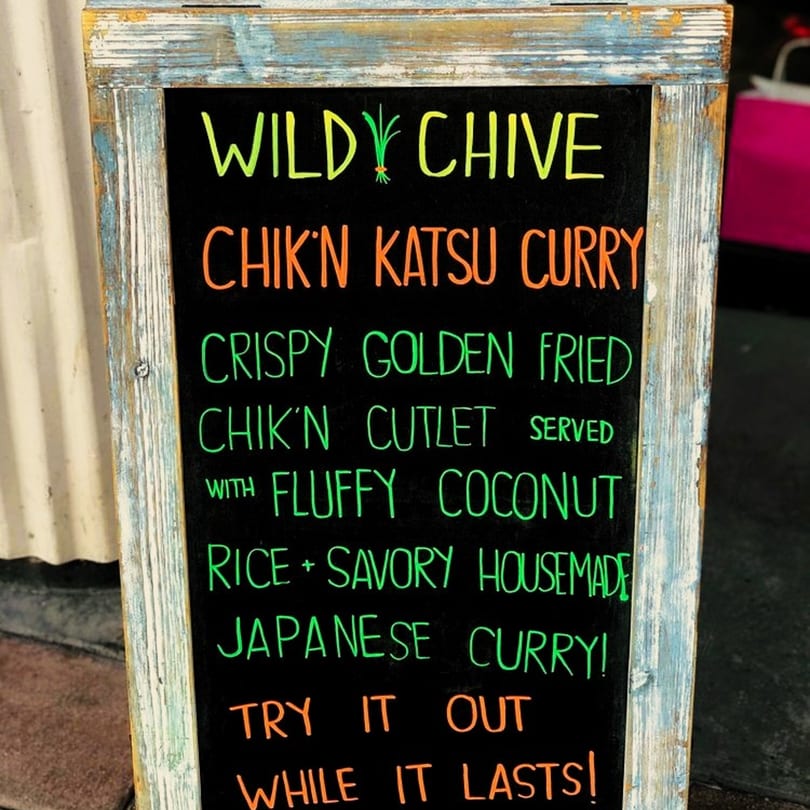 WILD CHIVE
CHIK'N KATSU CURRY
CRISPY GOLDEN FRIED
CHIK'N CUTLET SERVED
WITH FLUFFY COCONUT
RICE + SAVORY HOUSEMADE
JAPANESE CURRY!
TRY IT OUT
WHILE IT LASTS!